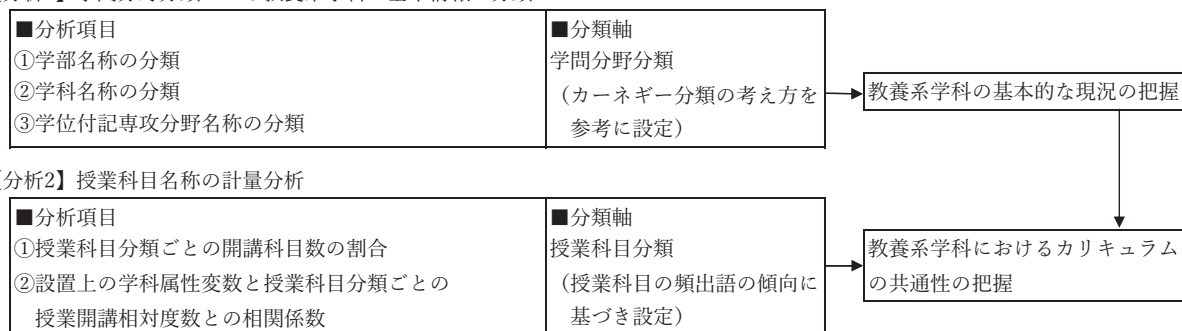 ■分析項目
①学部名称の分類
②学科名称の分類
③学位付記専攻分野名称の分類
■分類軸
学問分野分類
（カーネギー分類の考え方を
参考に設定）
教養系学科の基本的な現況の把握
分析2】授業科目名称の計量分析
■分析項目
①授業科目分類ごとの開講科目数の割合
②設置上の学科属性変数と授業科目分類ごとの
授業開講相対度数との相関係数
■分類軸
授業科目分類
（授業科目の頻出語の傾向に
基づき設定）
教養系学科におけるカリキュラム
の共通性の把握